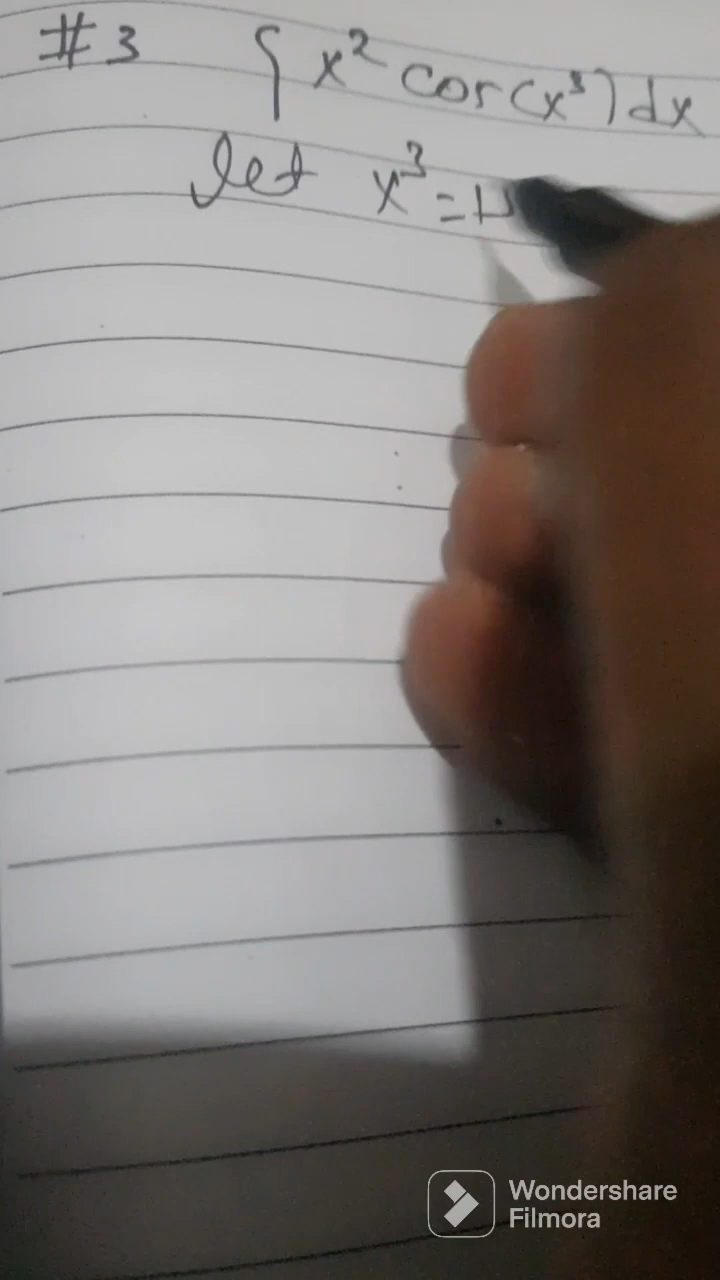 #3 ∫ x² cos(x³) dx
let x³ = u
Wondershare
Filmora